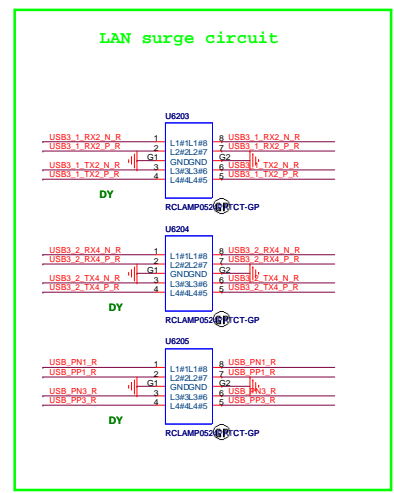 LAN surge circuit
U6203
USB3_1_RX2_N_R 1 L1#1L1#8 8 USB3_1_RX2_N_R
USB3_1_RX2_P_R 2 L2#2L2#7 7 USB3_1_RX2_P_R
G1 GNDGND G2
USB3_1_TX2_N_R 3 L3#3L3#6 6 USB3_1_TX2_N_R
USB3_1_TX2_P_R 4 L4#4L4#5 5 USB3_1_TX2_P_R
DY
U6204
USB3_2_RX4_N_R 1 L1#1L1#8 8 USB3_2_RX4_N_R
USB3_2_RX4_P_R 2 L2#2L2#7 7 USB3_2_RX4_P_R
G1 GNDGND G2
USB3_2_TX4_N_R 3 L3#3L3#6 6 USB3_2_TX4_N_R
USB3_2_TX4_P_R 4 L4#4L4#5 5 USB3_2_TX4_P_R
DY
U6205
USB_PN1_R 1 L1#1L1#8 8 USB_PN1_R
USB_PP1_R 2 L2#2L2#7 7 USB_PP1_R
G1 GNDGND G2
USB_PN3_R 3 L3#3L3#6 6 USB_PN3_R
USB_PP3_R 4 L4#4L4#5 5 USB_PP3_R
DY